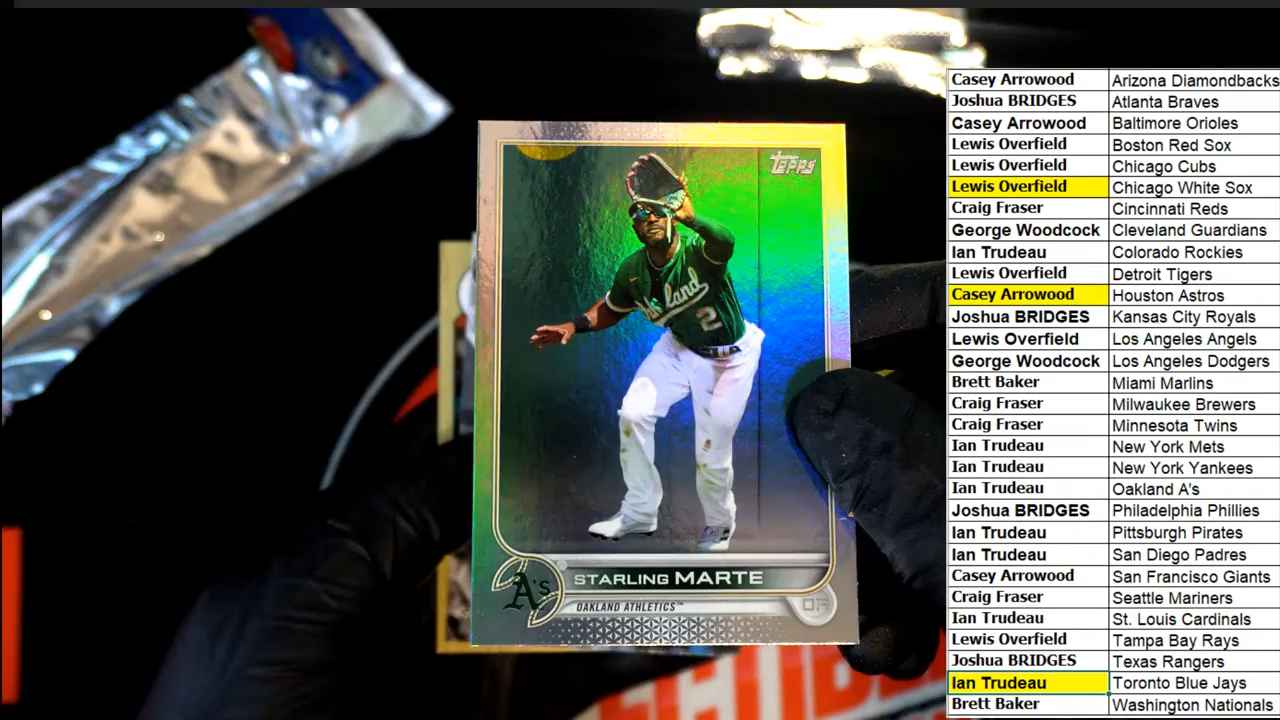 Topps
Oakland
2
A's
STARLING MARTE
OAKLAND ATHLETICS™
OF
Casey Arrowood Arizona Diamondbacks
Joshua BRIDGES Atlanta Braves
Casey Arrowood Baltimore Orioles
Lewis Overfield Boston Red Sox
Lewis Overfield Chicago Cubs
Lewis Overfield Chicago White Sox
Craig Fraser Cincinnati Reds
George Woodcock Cleveland Guardians
Ian Trudeau Colorado Rockies
Lewis Overfield Detroit Tigers
Casey Arrowood Houston Astros
Joshua BRIDGES Kansas City Royals
Lewis Overfield Los Angeles Angels
George Woodcock Los Angeles Dodgers
Brett Baker Miami Marlins
Craig Fraser Milwaukee Brewers
Craig Fraser Minnesota Twins
Ian Trudeau New York Mets
Ian Trudeau New York Yankees
Ian Trudeau Oakland A's
Joshua BRIDGES Philadelphia Phillies
Ian Trudeau Pittsburgh Pirates
Ian Trudeau San Diego Padres
Casey Arrowood San Francisco Giants
Craig Fraser Seattle Mariners
Ian Trudeau St. Louis Cardinals
Lewis Overfield Tampa Bay Rays
Joshua BRIDGES Texas Rangers
Ian Trudeau Toronto Blue Jays
Brett Baker Washington Nationals